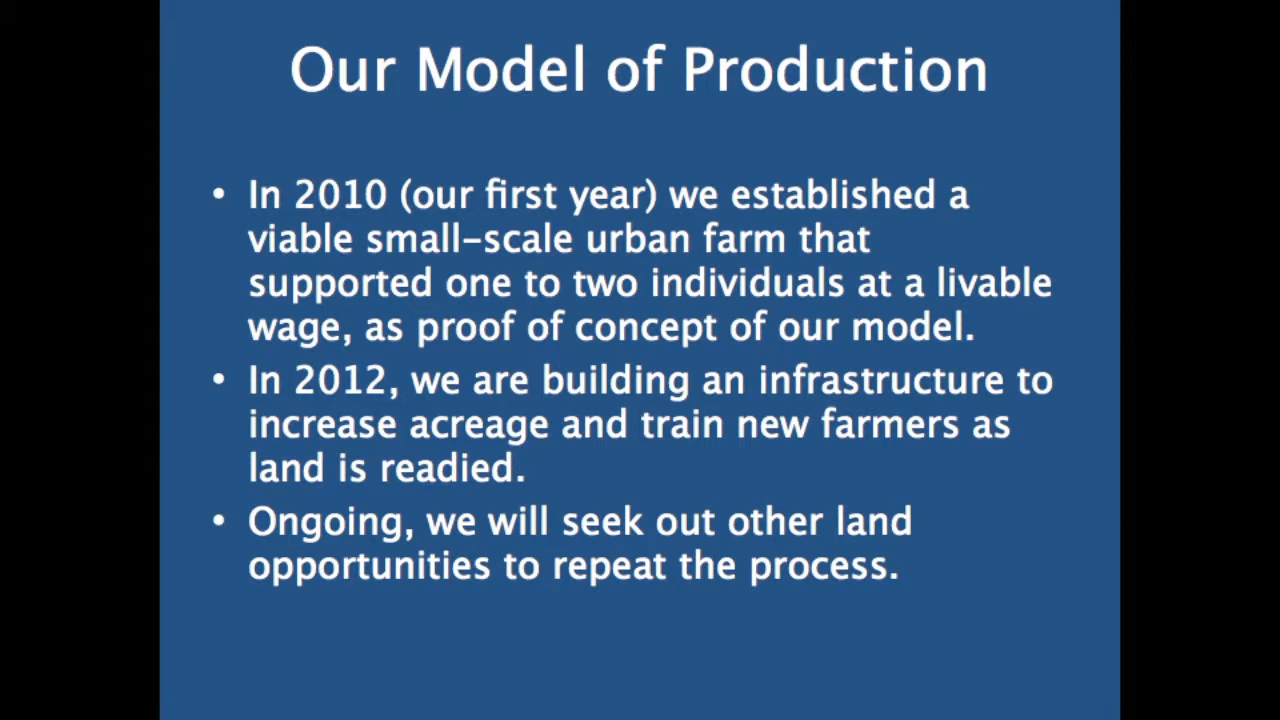 Our Model of Production
• In 2010 (our first year) we established a
viable small-scale urban farm that
supported one to two individuals at a livable
wage, as proof of concept of our model.
• In 2012, we are building an infrastructure to
increase acreage and train new farmers as
land is readied.
• Ongoing, we will seek out other land
opportunities to repeat the process.